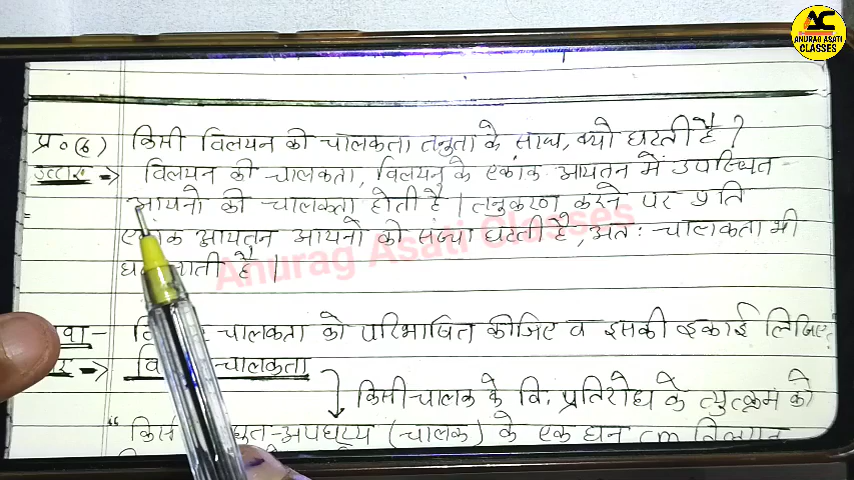 AC
ANURAG ASATI
CLASSES
प्र॰(6) किसी विलयन की चालकता तनुता के साथ, क्यो घटती है ?
उत्तर:→ विलयन की चालकता, विलयन के एकांक आयतन में उपस्थित-
आयनो की चालकता होती है। तनुकरण करने पर प्रति
एकांक आयतन आयनो की संख्या घटती है, अतः चालकता भी
है।
Anurag Asati Classes
चालकता को परिभाषित कीजिए व इसकी इकाई लिखिए?
चालकता
किसी चालक के वि: प्रतिरोध के व्युत्क्रम को
“ किसी अपघट्य (चालक) के एक घन cm विलयन